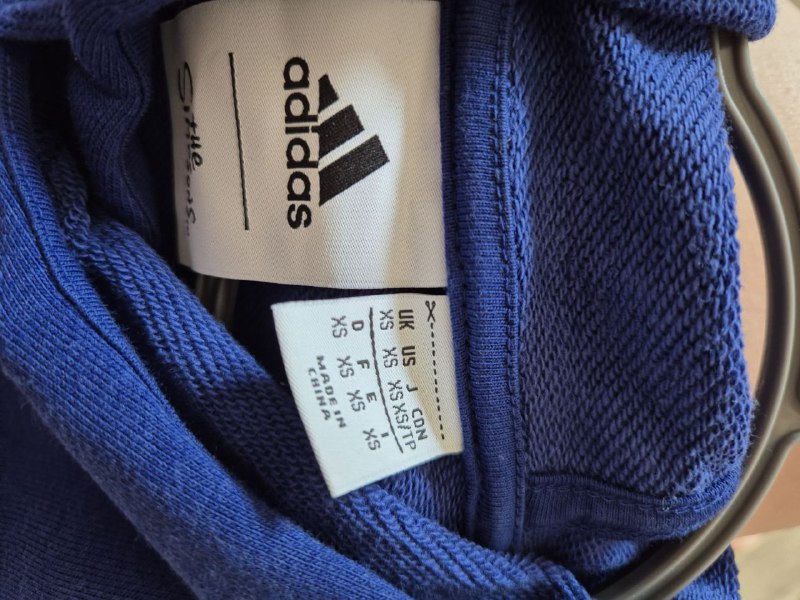 adidas
UK US J CDN
XS XS XS XS/TP
D F E I
XS XS XS XS
MADE IN
CHINA